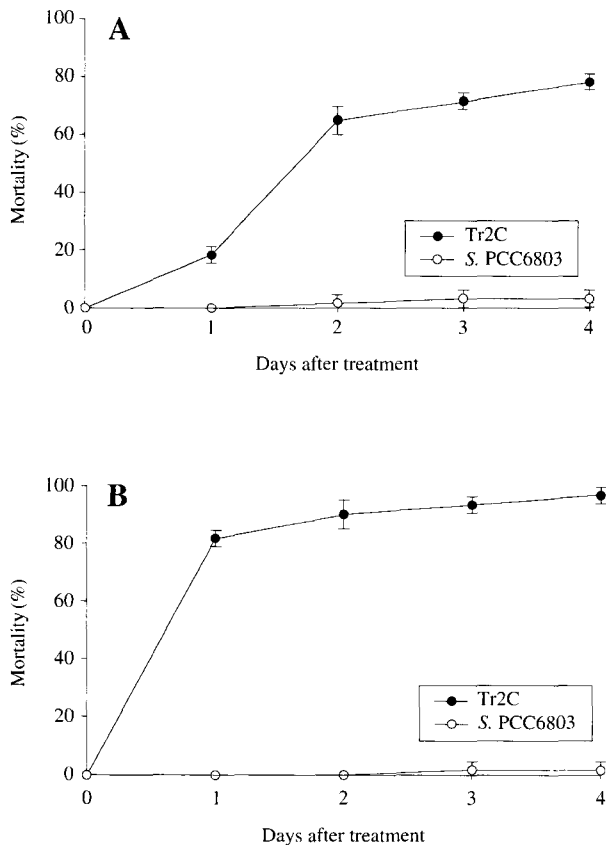 A
100
80
60
40
20
0
Mortality (%)
Tr2C
S. PCC6803
0 1 2 3 4
Days after treatment
B
100
80
60
40
20
0
Mortality (%)
Tr2C
S. PCC6803
0 1 2 3 4
Days after treatment